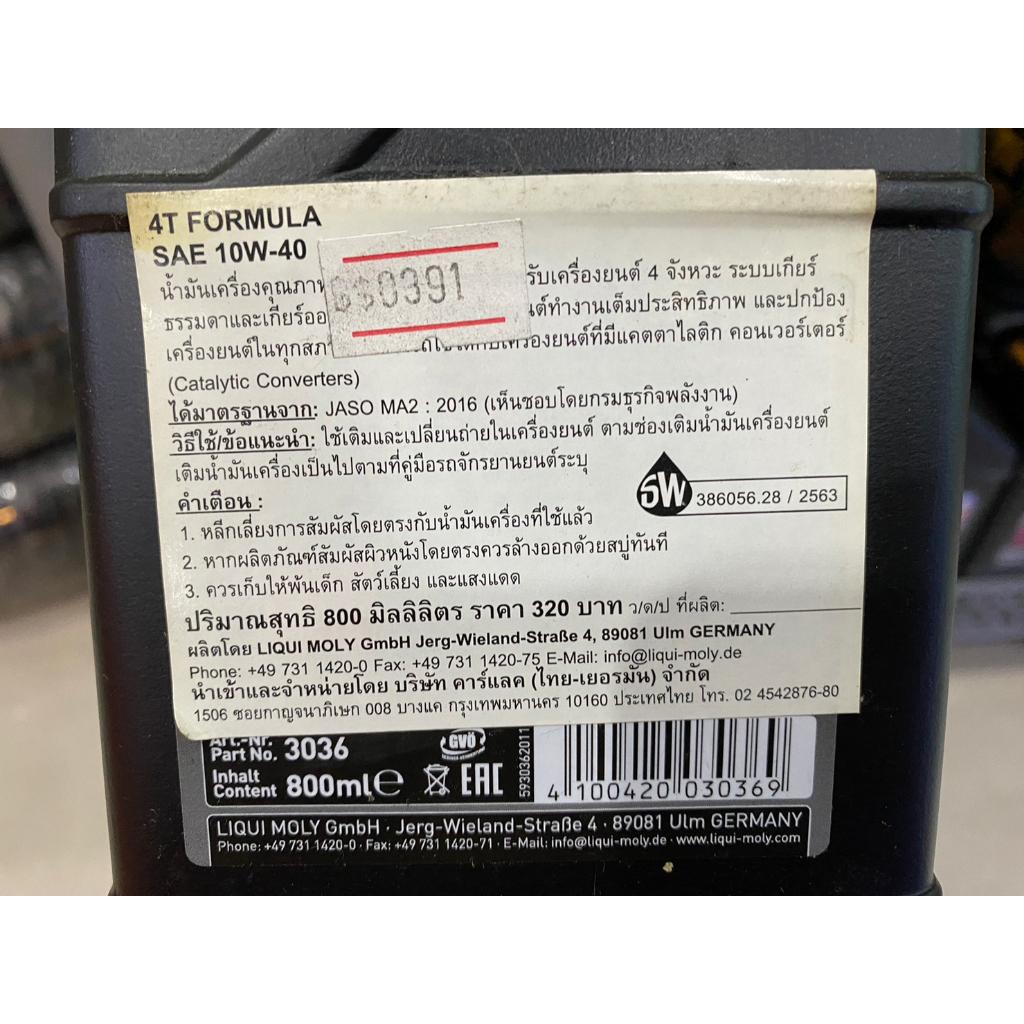 4T FORMULA
SAE 10W-40
฿฿0391
น้ำมันเครื่องคุณภาพ รับเครื่องยนต์ 4 จังหวะ ระบบเกียร์
ธรรมดาและเกียร์ออ ทำงานเต็มประสิทธิภาพ และปกป้อง
เครื่องยนต์ในทุกสภ เครื่องยนต์ที่มีแคตตาไลติก คอนเวอร์เตอร์
(Catalytic Converters)
ได้มาตรฐานจาก: JASO MA2 : 2016 (เห็นชอบโดยกรมธุรกิจพลังงาน)
วิธีใช้/ข้อแนะนำ: ใช้เติมและเปลี่ยนถ่ายในเครื่องยนต์ ตามช่องเติมน้ำมันเครื่องยนต์
เติมน้ำมันเครื่องเป็นไปตามที่คู่มือรถจักรยานยนต์ระบุ
คำเตือน :
1. หลีกเลี่ยงการสัมผัสโดยตรงกับน้ำมันเครื่องที่ใช้แล้ว
2. หากผลิตภัณฑ์สัมผัสผิวหนังโดยตรงควรล้างออกด้วยสบู่ทันที
3. ควรเก็บให้พ้นเด็ก สัตว์เลี้ยง และแสงแดด
ธW 386056.28 / 2563
ปริมาณสุทธิ 800 มิลลิลิตร ราคา 320 บาท ว/ด/ป ที่ผลิต:
ผลิตโดย LIQUI MOLY GmbH Jerg-Wieland-Straße 4, 89081 Ulm GERMANY
Phone: +49 731 1420-0 Fax: +49 731 1420-75 E-Mail: info@liqui-moly.de
นำเข้าและจำหน่ายโดย บริษัท คาร์แลค (ไทย-เยอรมัน) จำกัด
1506 ซอยกาญจนาภิเษก 008 บางแค กรุงเทพมหานคร 10160 ประเทศไทย โทร. 02 4542876-80
Art.-Nr.
Part No. 3036
Inhalt
Content 800ml℮
GVÖ
EAC
5930362011
4 100420 030369
LIQUI MOLY GmbH · Jerg-Wieland-Straße 4 · 89081 Ulm GERMANY
Phone: +49 731 1420-0 · Fax: +49 731 1420-71 · E-Mail: info@liqui-moly.de · www.liqui-moly.com